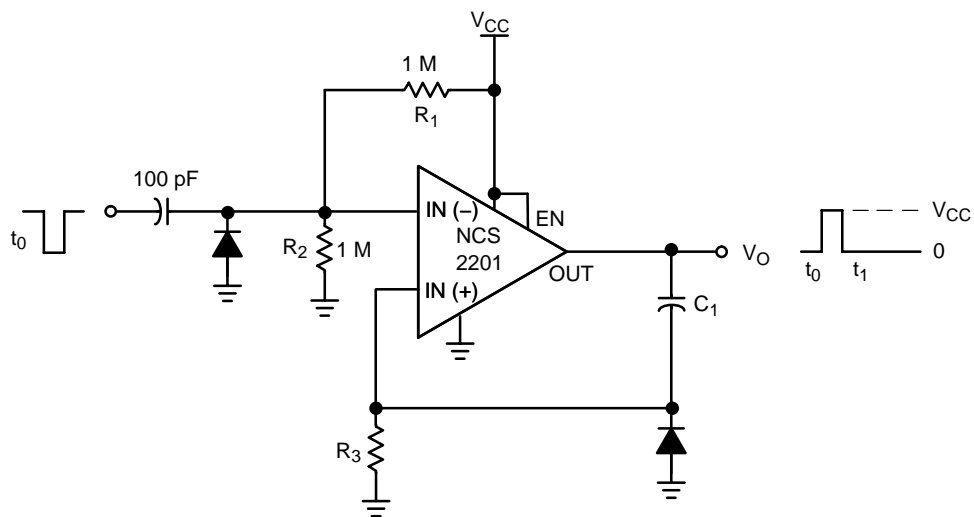 V_CC
1 M
R_1
100 pF
t_0
IN (–)
EN
NCS
2201
R_2
1 M
OUT
IN (+)
V_O
t_0
t_1
V_CC
0
C_1
R_3